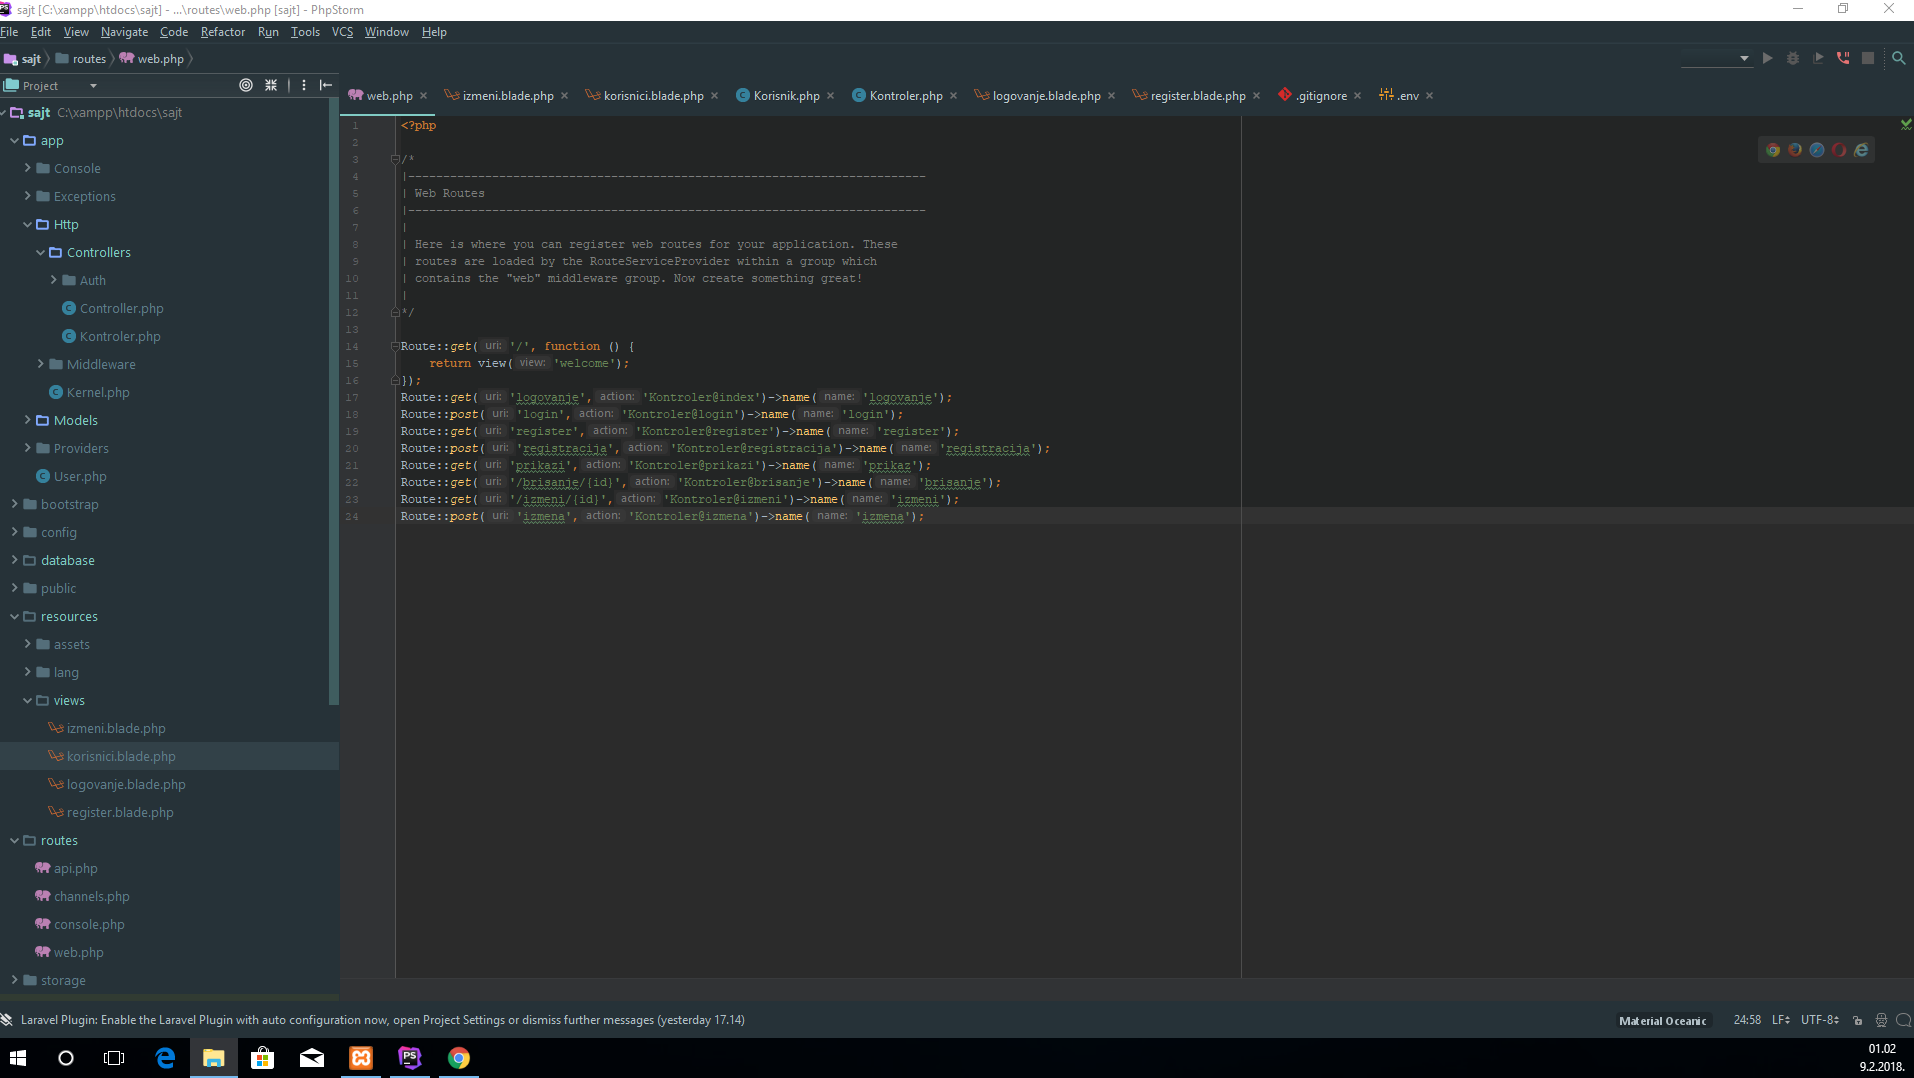 sajt [C:\xampp\htdocs\sajt] - ...\routes\web.php [sajt] - PhpStorm
File Edit View Navigate Code Refactor Run Tools VCS Window Help
sajt routes web.php
Project
web.php izmeni.blade.php korisnici.blade.php Korisnik.php Kontroler.php logovanje.blade.php register.blade.php .gitignore .env
sajt C:\xampp\htdocs\sajt
app
Console
Exceptions
Http
Controllers
Auth
Controller.php
Kontroler.php
Middleware
Kernel.php
Models
Providers
User.php
bootstrap
config
database
public
resources
assets
lang
views
izmeni.blade.php
korisnici.blade.php
logovanje.blade.php
register.blade.php
routes
api.php
channels.php
console.php
web.php
storage
1 <?php
2
3 /*
4 |--------------------------------------------------------------------------
5 | Web Routes
6 |--------------------------------------------------------------------------
7 |
8 | Here is where you can register web routes for your application. These
9 | routes are loaded by the RouteServiceProvider within a group which
10 | contains the "web" middleware group. Now create something great!
11 |
12 */
13
14 Route::get( uri: '/', function () {
15 return view( view: 'welcome');
16 });
17 Route::get( uri: 'logovanje', action: 'Kontroler@index')->name( name: 'logovanje');
18 Route::post( uri: 'login', action: 'Kontroler@login')->name( name: 'login');
19 Route::get( uri: 'register', action: 'Kontroler@register')->name( name: 'register');
20 Route::post( uri: 'registracija', action: 'Kontroler@registracija')->name( name: 'registracija');
21 Route::get( uri: 'prikazi', action: 'Kontroler@prikazi')->name( name: 'prikaz');
22 Route::get( uri: '/brisanje/{id}', action: 'Kontroler@brisanje')->name( name: 'brisanje');
23 Route::get( uri: '/izmeni/{id}', action: 'Kontroler@izmeni')->name( name: 'izmeni');
24 Route::post( uri: 'izmena', action: 'Kontroler@izmena')->name( name: 'izmena');
Laravel Plugin: Enable the Laravel Plugin with auto configuration now, open Project Settings or dismiss further messages (yesterday 17.14)
Material Oceanic 24:58 LF UTF-8
01.02
9.2.2018.